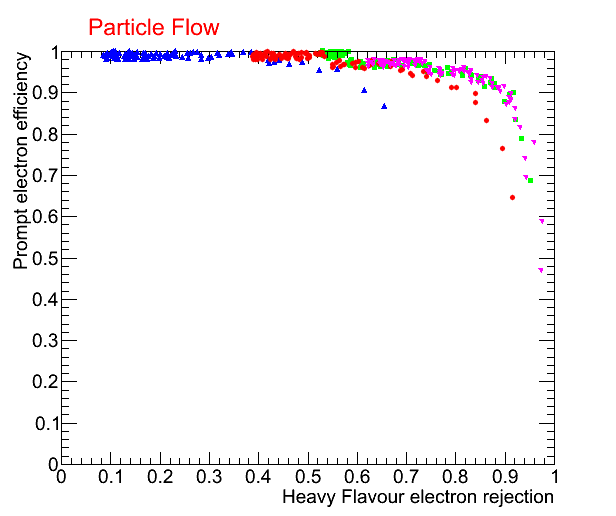 Particle Flow
Prompt electron efficiency
1
0.9
0.8
0.7
0.6
0.5
0.4
0.3
0.2
0.1
0
0 0.1 0.2 0.3 0.4 0.5 0.6 0.7 0.8 0.9 1
Heavy Flavour electron rejection